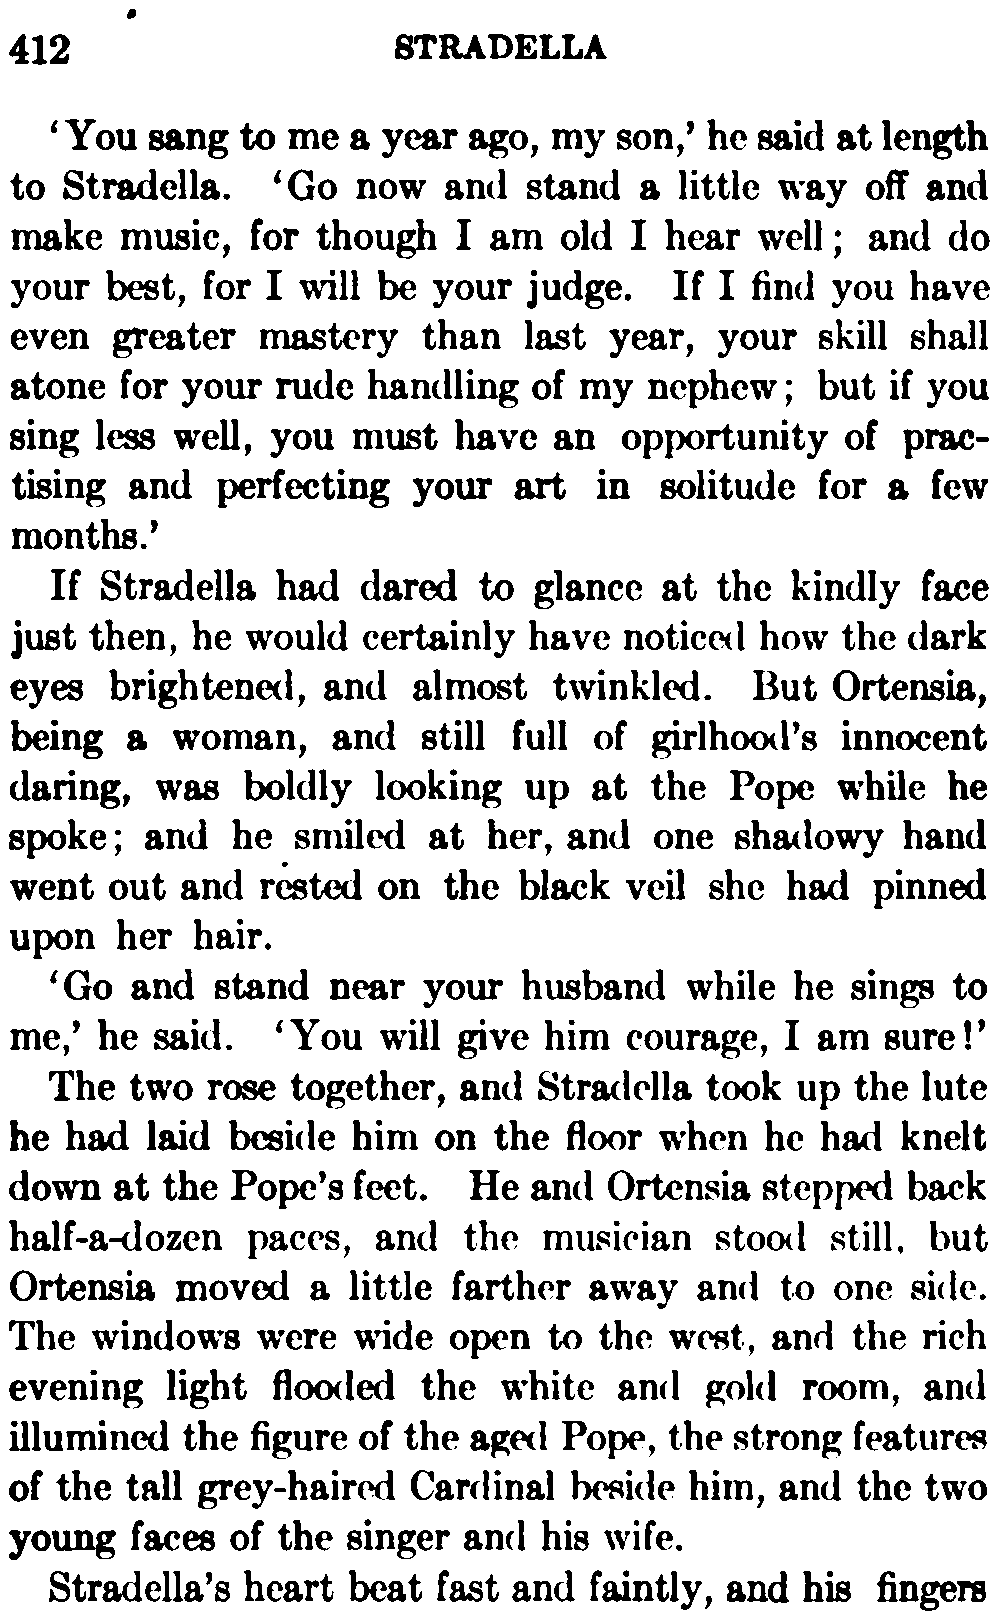 412 STRADELLA
‘You sang to me a year ago, my son,’ he said at length
to Stradella. ‘Go now and stand a little way off and
make music, for though I am old I hear well; and do
your best, for I will be your judge. If I find you have
even greater mastery than last year, your skill shall
atone for your rude handling of my nephew; but if you
sing less well, you must have an opportunity of prac-
tising and perfecting your art in solitude for a few
months.’
If Stradella had dared to glance at the kindly face
just then, he would certainly have noticed how the dark
eyes brightened, and almost twinkled. But Ortensia,
being a woman, and still full of girlhood’s innocent
daring, was boldly looking up at the Pope while he
spoke; and he smiled at her, and one shadowy hand
went out and rested on the black veil she had pinned
upon her hair.
‘Go and stand near your husband while he sings to
me,’ he said. ‘You will give him courage, I am sure!’
The two rose together, and Stradella took up the lute
he had laid beside him on the floor when he had knelt
down at the Pope’s feet. He and Ortensia stepped back
half-a-dozen paces, and the musician stood still, but
Ortensia moved a little farther away and to one side.
The windows were wide open to the west, and the rich
evening light flooded the white and gold room, and
illumined the figure of the aged Pope, the strong features
of the tall grey-haired Cardinal beside him, and the two
young faces of the singer and his wife.
Stradella’s heart beat fast and faintly, and his fingers